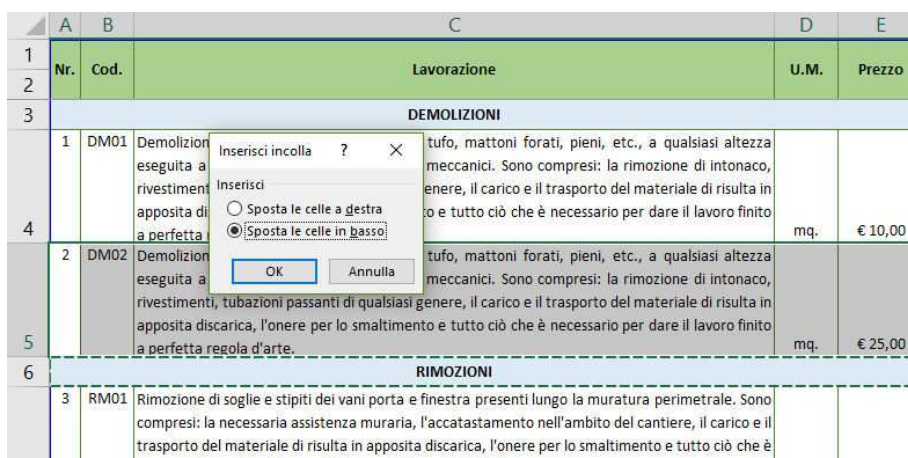 A B C D E
1 Nr. Cod. Lavorazione U.M. Prezzo
2
3 DEMOLIZIONI
1 DM01 Demolizion tufo, mattoni forati, pieni, etc., a qualsiasi altezza
eseguita a meccanici. Sono compresi: la rimozione di intonaco,
rivestiment enere, il carico e il trasporto del materiale di risulta in
apposita di o e tutto ciò che è necessario per dare il lavoro finito
4 a perfetta mq. € 10,00
Inserisci incolla ? ×
Inserisci
Sposta le celle a destra
Sposta le celle in basso
OK Annulla
2 DM02 Demolizion tufo, mattoni forati, pieni, etc., a qualsiasi altezza
eseguita a meccanici. Sono compresi: la rimozione di intonaco,
rivestimenti, tubazioni passanti di qualsiasi genere, il carico e il trasporto del materiale di risulta in
apposita discarica, l'onere per lo smaltimento e tutto ciò che è necessario per dare il lavoro finito
5 a perfetta regola d'arte. mq. € 25,00
6 RIMOZIONI
3 RM01 Rimozione di soglie e stipiti dei vani porta e finestra presenti lungo la muratura perimetrale. Sono
compresi: la necessaria assistenza muraria, l'accatastamento nell'ambito del cantiere, il carico e il
trasporto del materiale di risulta in apposita discarica, l'onere per lo smaltimento e tutto ciò che è